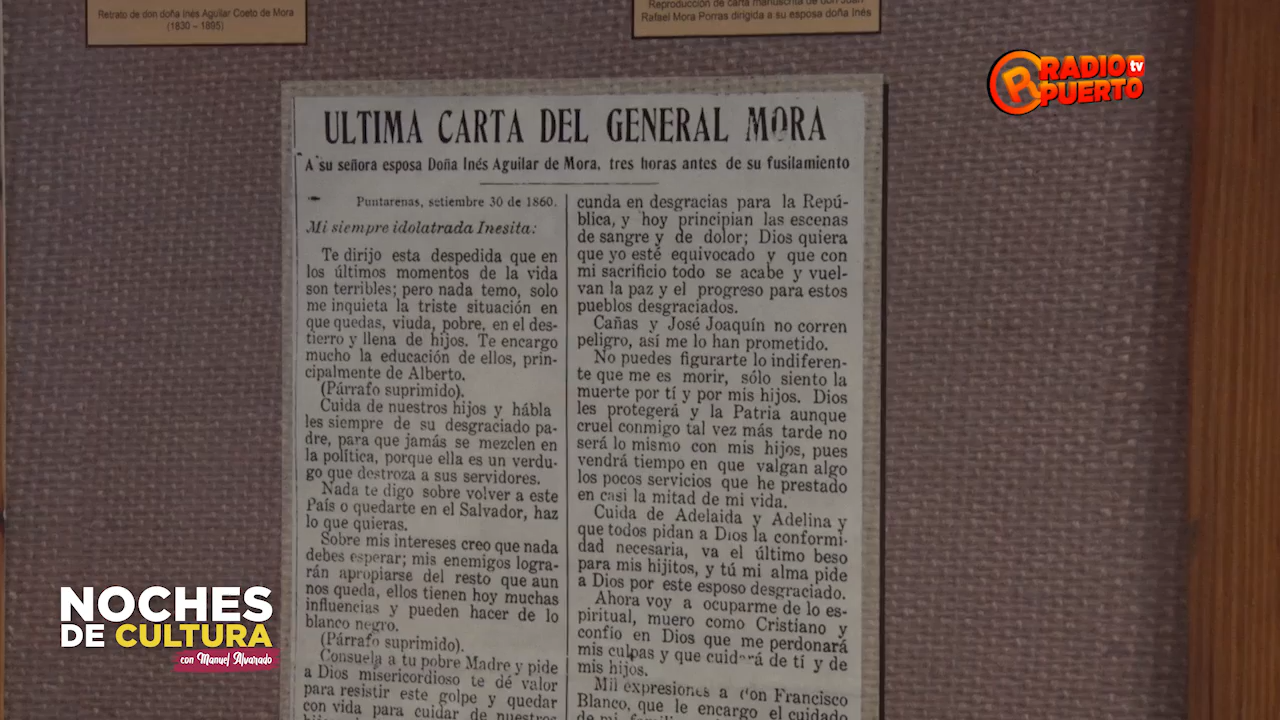 Retrato de don doña Inés Aguilar Coeto de Mora
(1830 – 1895)
Reproducción de carta manuscrita de don Juan
Rafael Mora Porras dirigida a su esposa doña Inés
RADIO tv
PUERTO
ULTIMA CARTA DEL GENERAL MORA
A su señora esposa Doña Inés Aguilar de Mora, tres horas antes de su fusilamiento
Puntarenas, setiembre 30 de 1860.
Mi siempre idolatrada Inesita:
Te dirijo esta despedida que en
los últimos momentos de la vida
son terribles; pero nada temo, solo
me inquieta la triste situación en
que quedas, viuda, pobre, en el des-
tierro y llena de hijos. Te encargo
mucho la educación de ellos, prin-
cipalmente de Alberto.
(Párrafo suprimido).
Cuida de nuestros hijos y hábla
les siempre de su desgraciado pa-
dre, para que jamás se mezclen en
la política, porque ella es un verdu-
go que destroza a sus servidores.
Nada te digo sobre volver a este
País o quedarte en el Salvador, haz
lo que quieras.
Sobre mis intereses creo que nada
debes esperar; mis enemigos logra-
rán apropiarse del resto que aun
nos queda, ellos tienen hoy muchas
influencias y pueden hacer de lo
blanco negro.
(Párrafo suprimido).
Consuela a tu pobre Madre y pide
a Dios misericordioso te dé valor
para resistir este golpe y quedar
con vida para cuidar de nuestros
cunda en desgracias para la Repú-
blica, y hoy principian las escenas
de sangre y de dolor; Dios quiera
que yo esté equivocado y que con
mi sacrificio todo se acabe y vuel-
van la paz y el progreso para estos
pueblos desgraciados.
Cañas y José Joaquín no corren
peligro, así me lo han prometido.
No puedes figurarte lo indiferen-
te que me es morir, sólo siento la
muerte por tí y por mis hijos. Dios
les protegerá y la Patria aunque
cruel conmigo tal vez más tarde no
será lo mismo con mis hijos, pues
vendrá tiempo en que valgan algo
los pocos servicios que he prestado
en casi la mitad de mi vida.
Cuida de Adelaida y Adelina y
que todos pidan a Dios la conformi-
dad necesaria, va el último beso
para mis hijitos, y tú mi alma pide
a Dios por este esposo desgraciado.
Ahora voy a ocuparme de lo es-
piritual, muero como Cristiano y
confio en Dios que me perdonará
mis culpas y que cuidará de tí y de
mis hijos.
Mil expresiones a don Francisco
Blanco, que le encargo el cuidado
NOCHES
DE CULTURA
con Manuel Alvarado